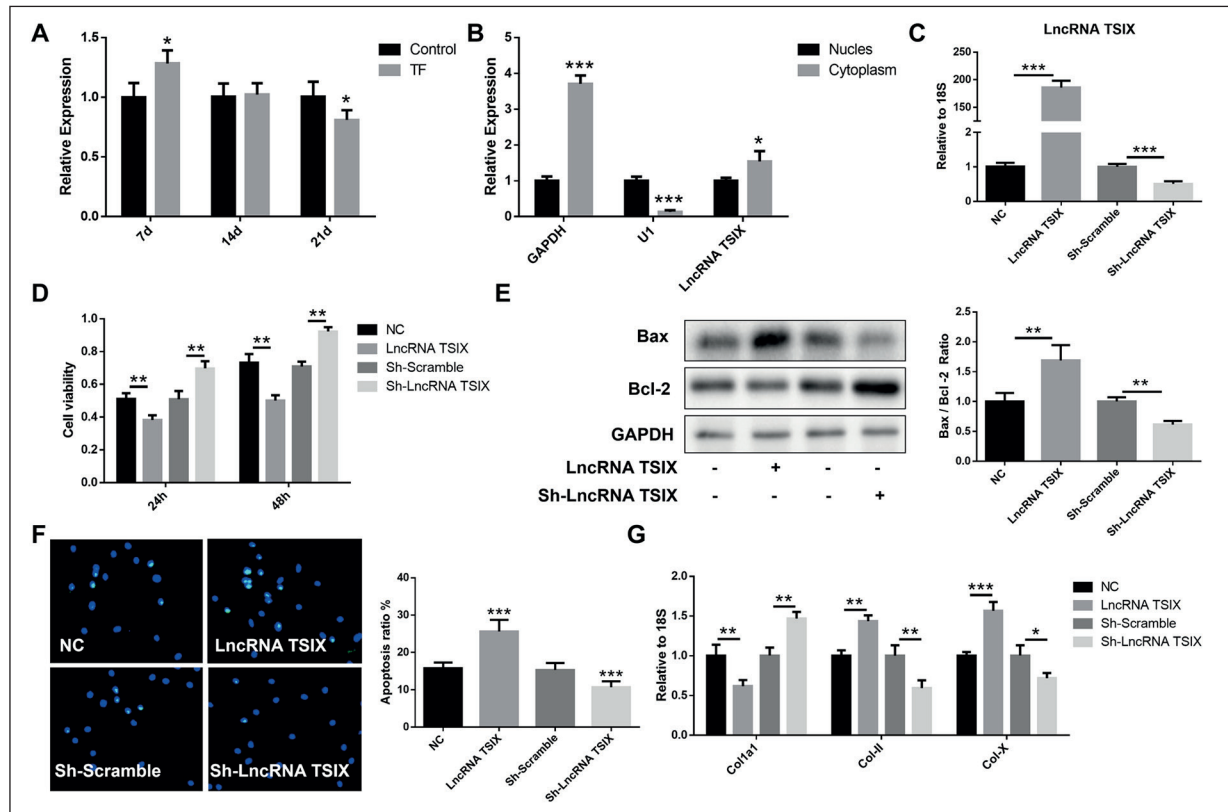 A
Relative Expression
1.5
1.0
0.5
0.0
*
*
7d
14d
21d
Control
TF
B
Relative Expression
5
4
3
2
1
0
***
***
*
GAPDH
U1
LncRNA TSIX
Nucles
Cytoplasm
C
LncRNA TSIX
Relative to 18S
250
200
150
100
2
1
0
***
***
NC
LncRNA TSIX
Sh-Scramble
Sh-LncRNA TSIX
D
Cell viability
1.0
0.8
0.6
0.4
0.2
0.0
**
**
**
**
24h
48h
NC
LncRNA TSIX
Sh-Scramble
Sh-LncRNA TSIX
E
Bax
Bcl-2
GAPDH
LncRNA TSIX - + - -
Sh-LncRNA TSIX - - - +
Bax / Bcl -2 Ratio
2.5
2.0
1.5
1.0
0.5
0.0
**
**
NC
LncRNA TSIX
Sh-Scramble
Sh-LncRNA TSIX
F
NC
LncRNA TSIX
Sh-Scramble
Sh-LncRNA TSIX
Apoptosis ratio %
40
30
20
10
0
***
***
NC
LncRNA TSIX
Sh-Scramble
Sh-LncRNA TSIX
G
Relative to 18S
2.0
1.5
1.0
0.5
0.0
**
**
**
**
***
*
Col1a1
Col-II
Col-X
NC
LncRNA TSIX
Sh-Scramble
Sh-LncRNA TSIX